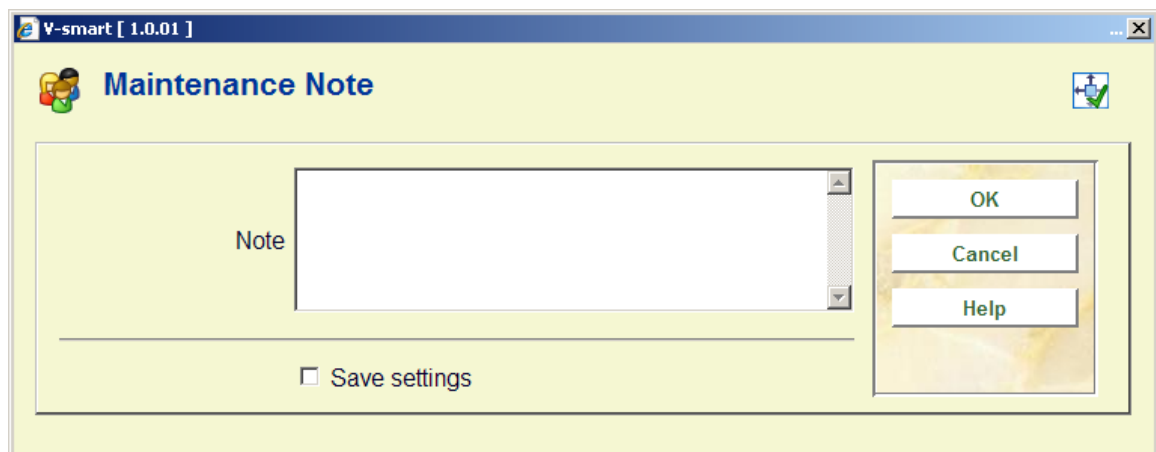 V-smart [ 1.0.01 ]
...
Maintenance Note
Note
OK
Cancel
Help
Save settings